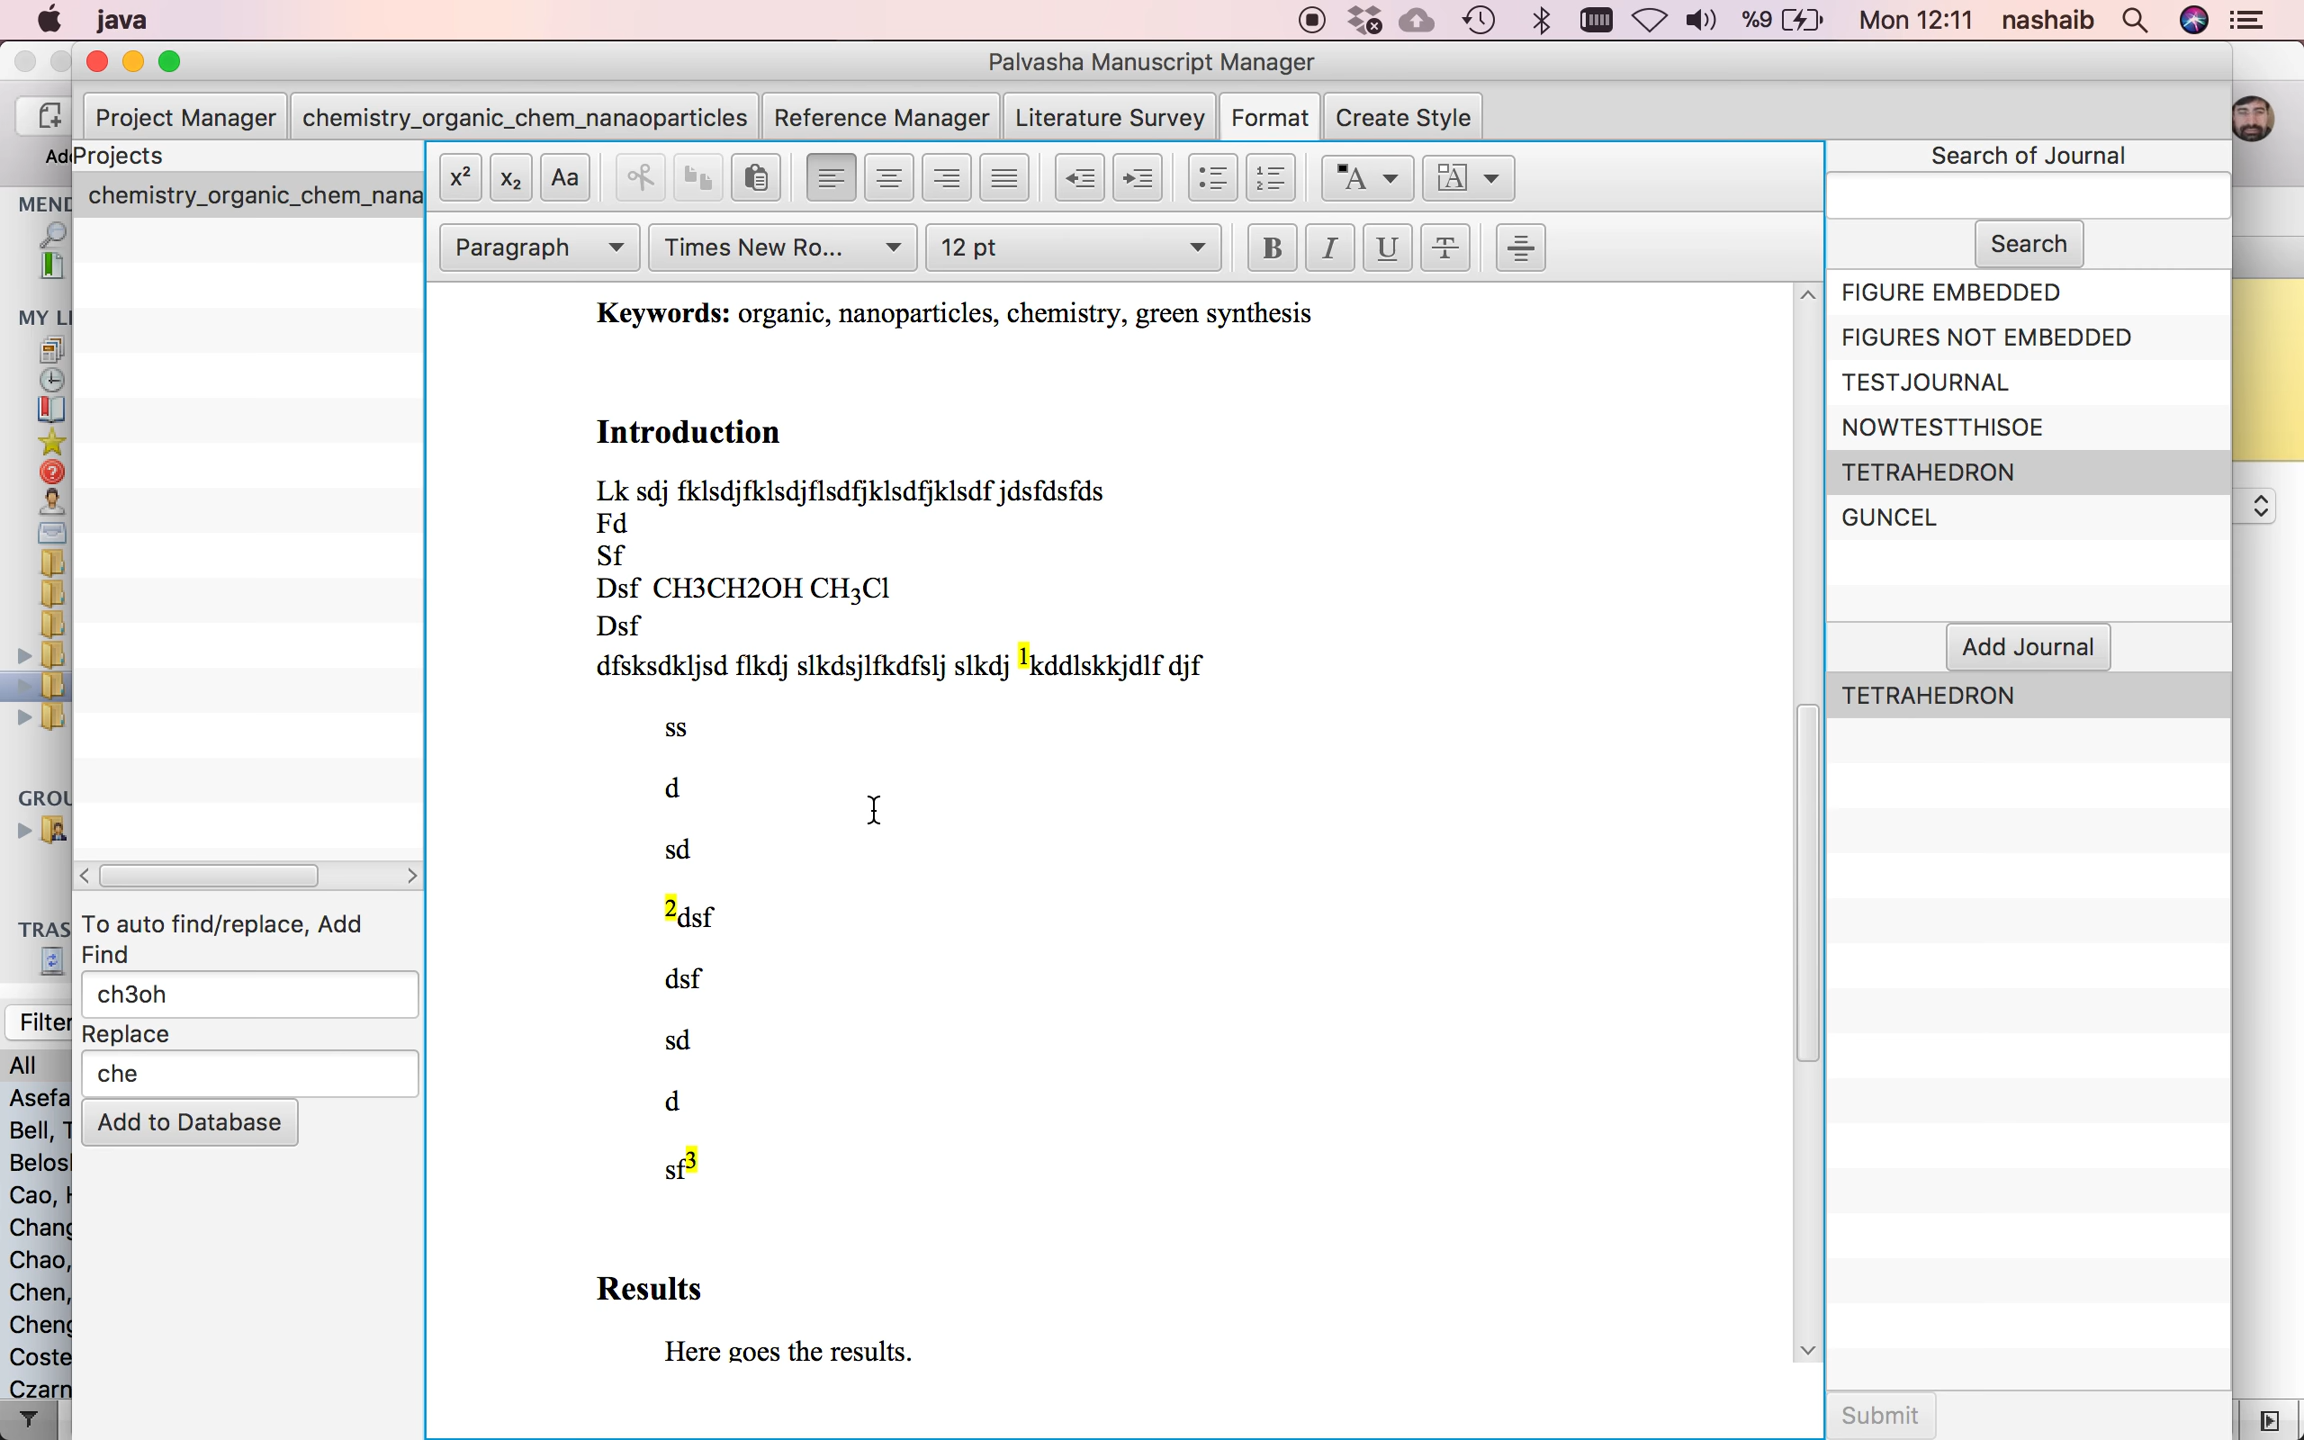 java
%9
Mon 12:11
nashaib
Palvasha Manuscript Manager
Project Manager
chemistry_organic_chem_nanaoparticles
Reference Manager
Literature Survey
Format
Create Style
Projects
chemistry_organic_chem_nana
To auto find/replace, Add
Find
ch3oh
Replace
che
Add to Database
x²
x₂
Aa
Paragraph
Times New Ro...
12 pt
B
I
U
T
Keywords: organic, nanoparticles, chemistry, green synthesis
Introduction
Lk sdj fklsdjfklsdjflsdfjklsdfjklsdf jdsfdsfds
Fd
Sf
Dsf CH3CH2OH CH₃Cl
Dsf
dfsksdkljsd flkdj slkdsjlfkdfslj slkdj ¹kddlskkjdlf djf
ss
d
sd
²dsf
dsf
sd
d
sf³
Results
Here goes the results.
Search of Journal
Search
FIGURE EMBEDDED
FIGURES NOT EMBEDDED
TESTJOURNAL
NOWTESTTHISOE
TETRAHEDRON
GUNCEL
Add Journal
TETRAHEDRON
Submit
MEND
MY LI
GROU
TRAS
Filter
All
Asefa
Bell, T
Belosl
Cao, H
Chang
Chao,
Chen,
Cheng
Coste
Czarn